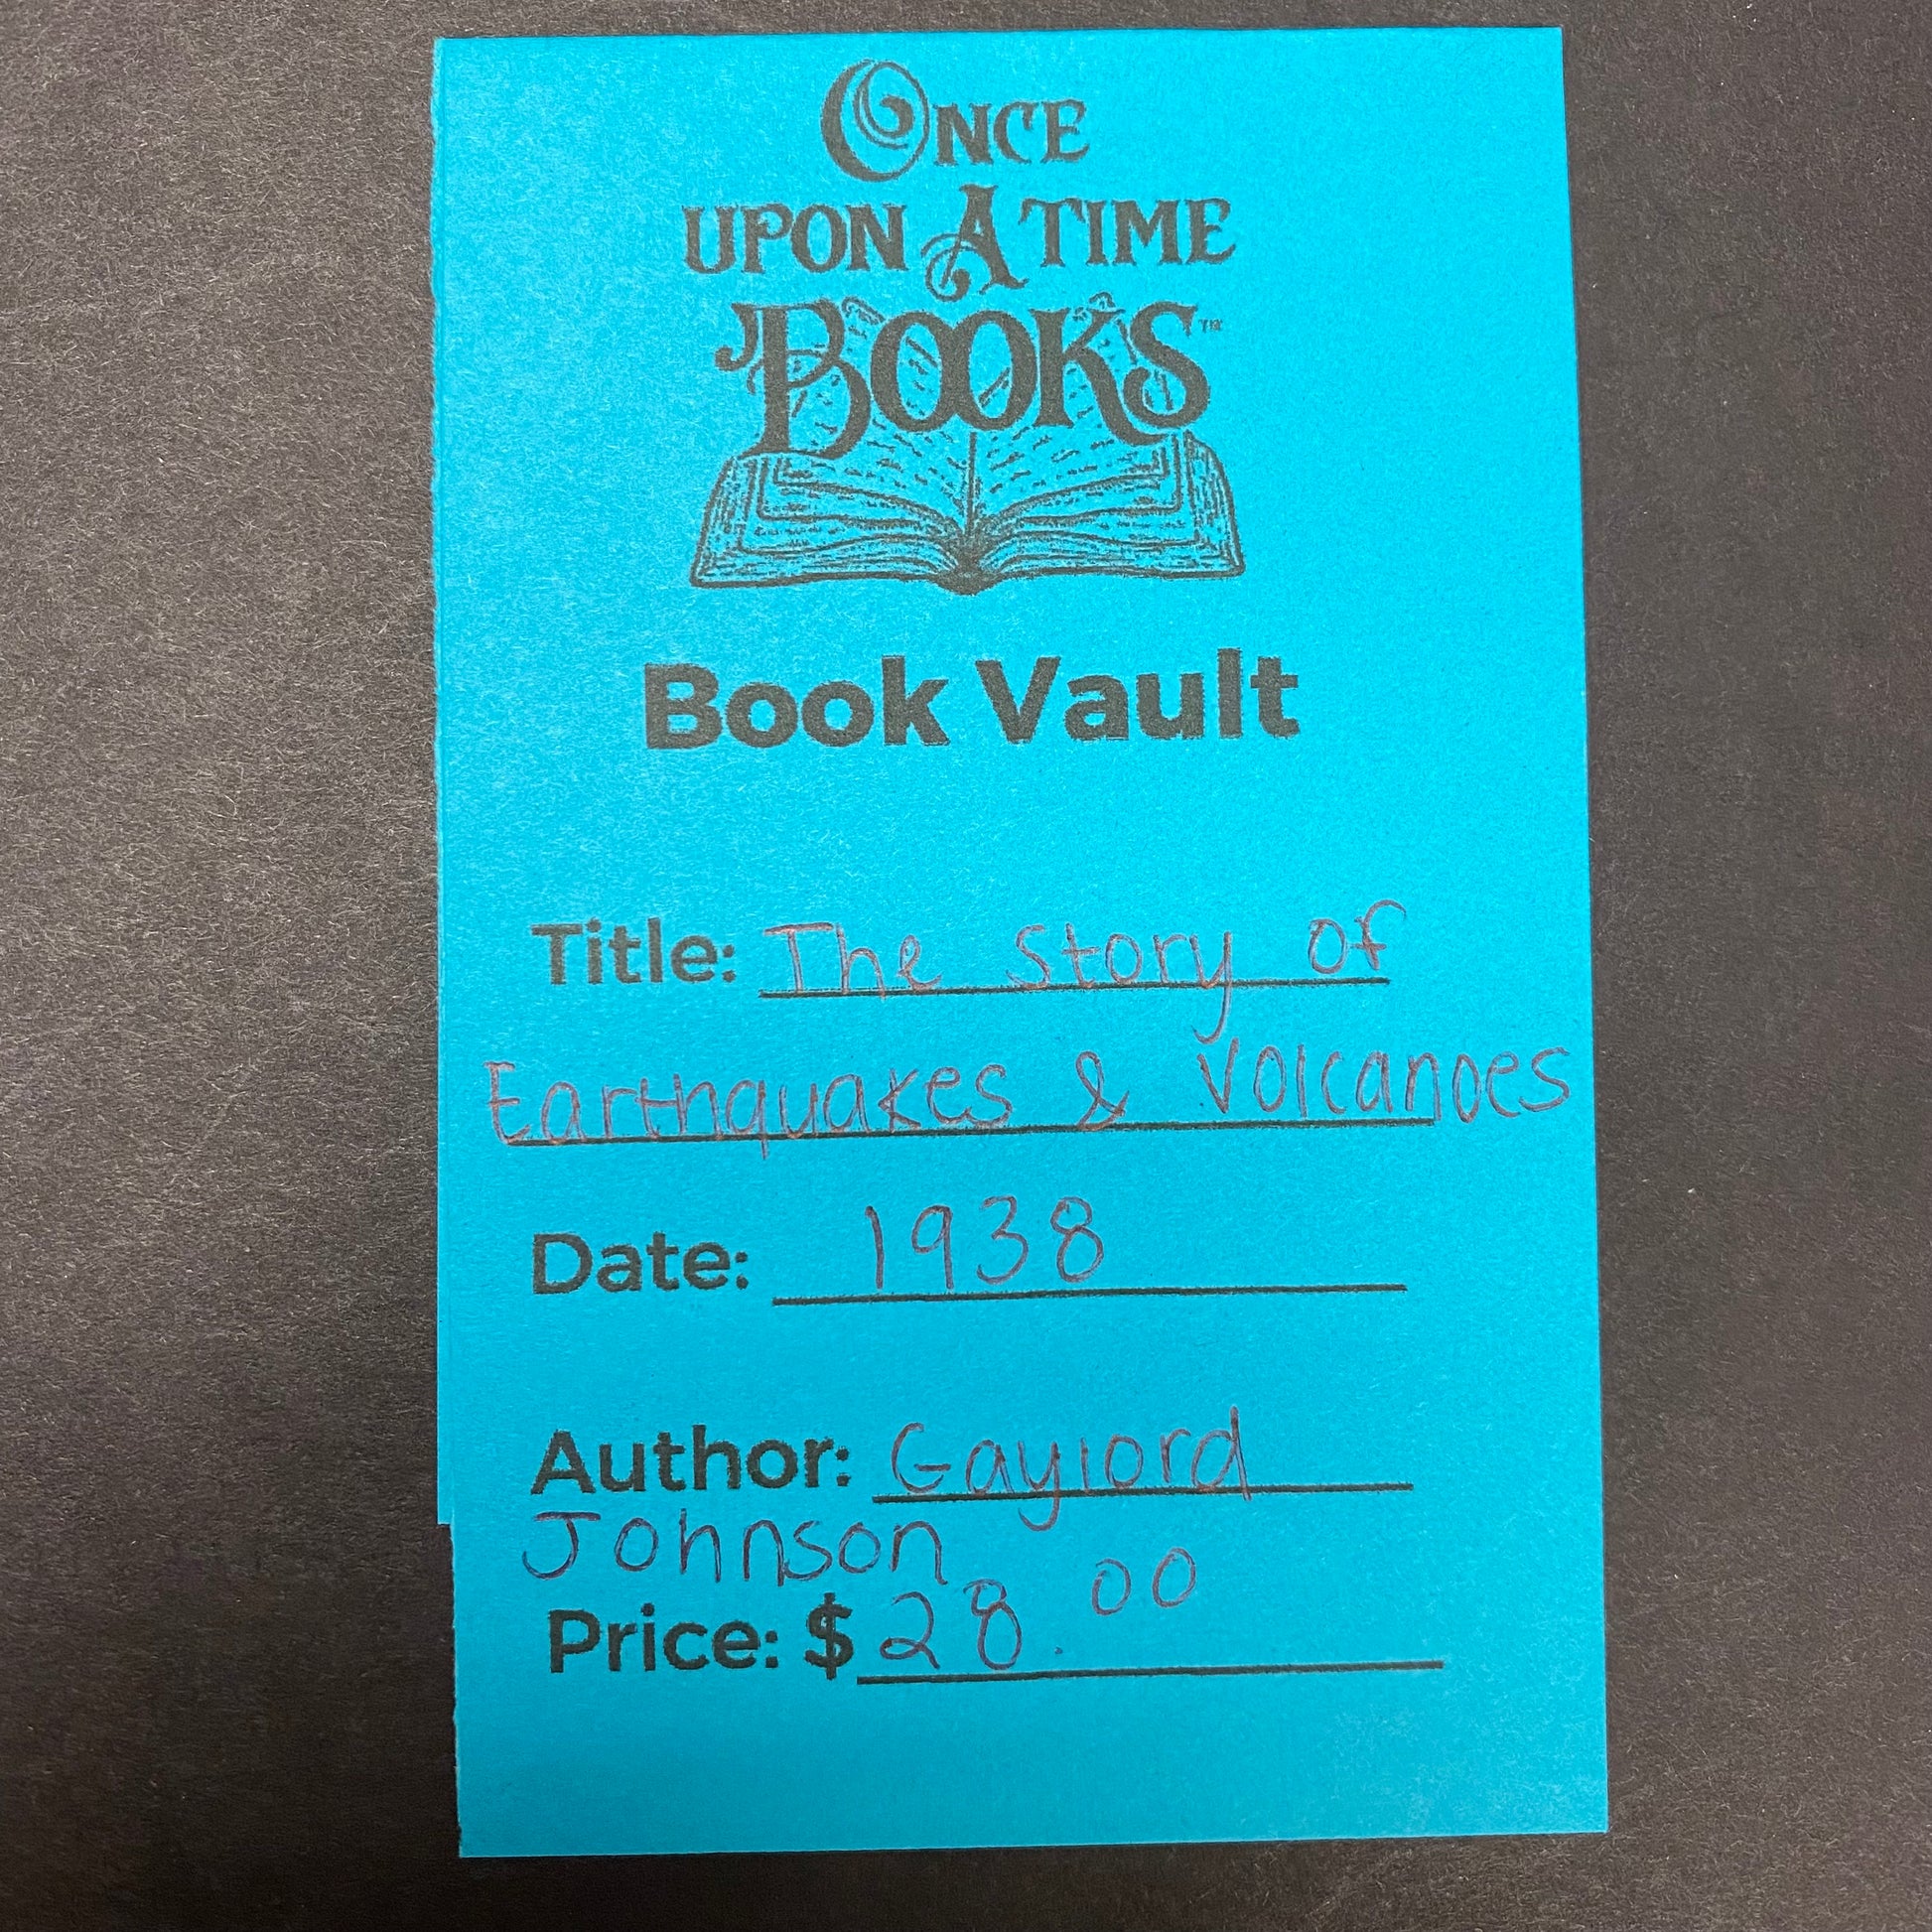 ONCE
UPON A TIME
BOOKS™
Book Vault
Title: The Story of
Earthquakes & Volcanoes
Date: 1938
Author: Gaylord
Johnson
Price: $28.00